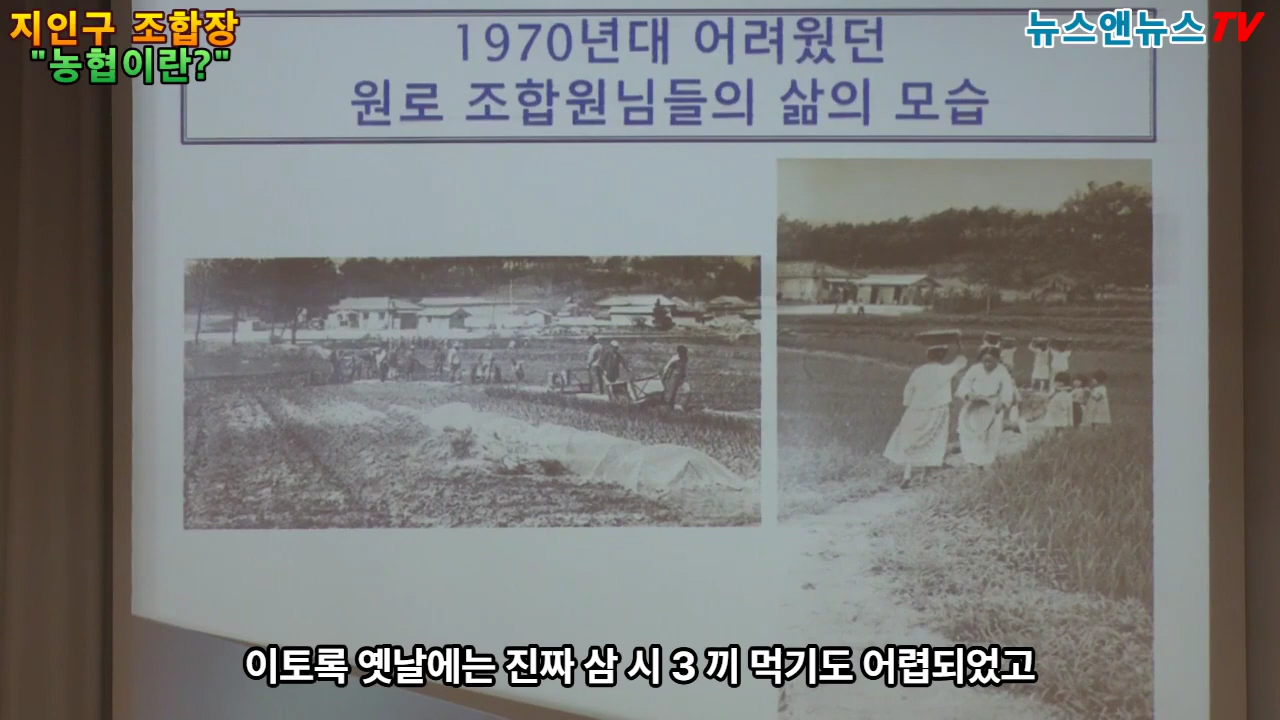 지인구 조합장
"농협이란?"
뉴스앤뉴스TV
1970년대 어려웠던
원로 조합원님들의 삶의 모습
이토록 옛날에는 진짜 삼 시 3 끼 먹기도 어렵되었고